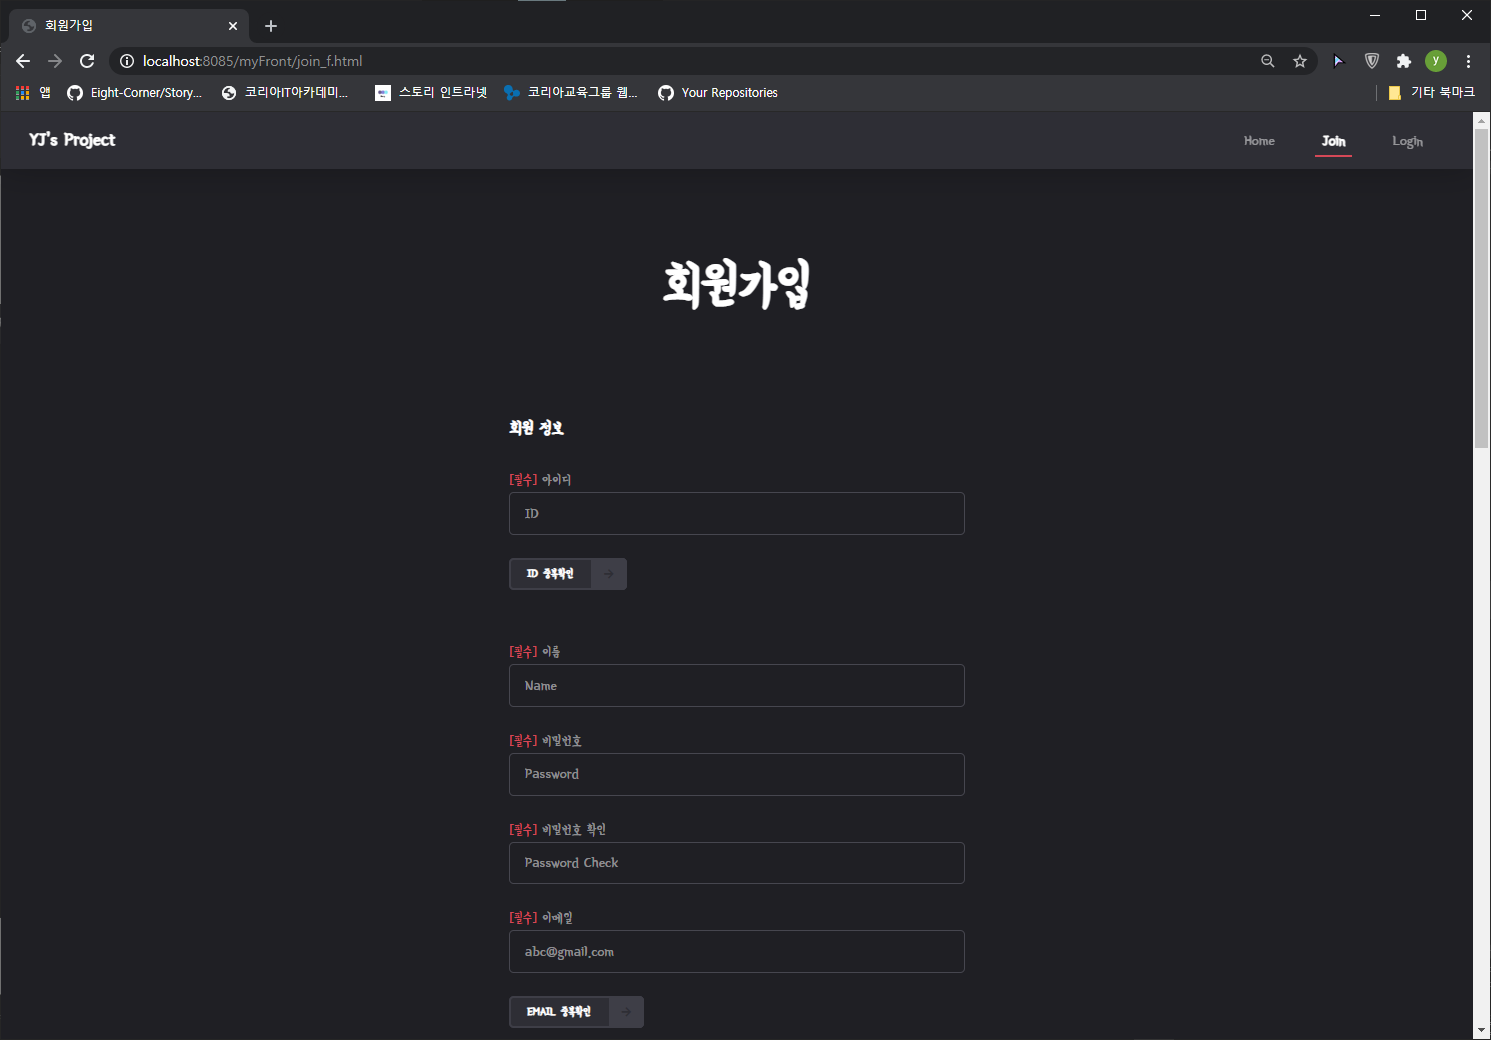 회원가입
localhost:8085/myFront/join_f.html
y
앱 Eight-Corner/Story... 코리아IT아카데미... 스토리 인트라넷 코리아교육그룹 웹... Your Repositories 기타 북마크
YJ's Project Home Join Login
회원가입
회원 정보
[필수] 아이디
ID
ID 중복확인
[필수] 이름
Name
[필수] 비밀번호
Password
[필수] 비밀번호 확인
Password Check
[필수] 이메일
abc@gmail.com
EMAIL 중복확인